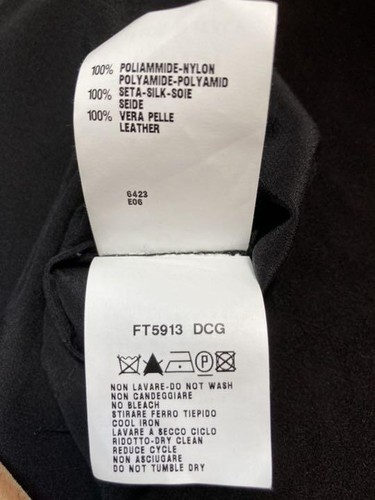 100% POLIAMMIDE-NYLON
POLYAMIDE-POLYAMID
100% SETA-SILK-SOIE
SEIDE
100% VERA PELLE
LEATHER
6423
E06
FT5913 DCG
P
NON LAVARE-DO NOT WASH
NON CANDEGGIARE
NO BLEACH
STIRARE FERRO TIEPIDO
COOL IRON
LAVARE A SECCO CICLO
RIDOTTO-DRY CLEAN
REDUCE CYCLE
NON ASCIUGARE
DO NOT TUMBLE DRY